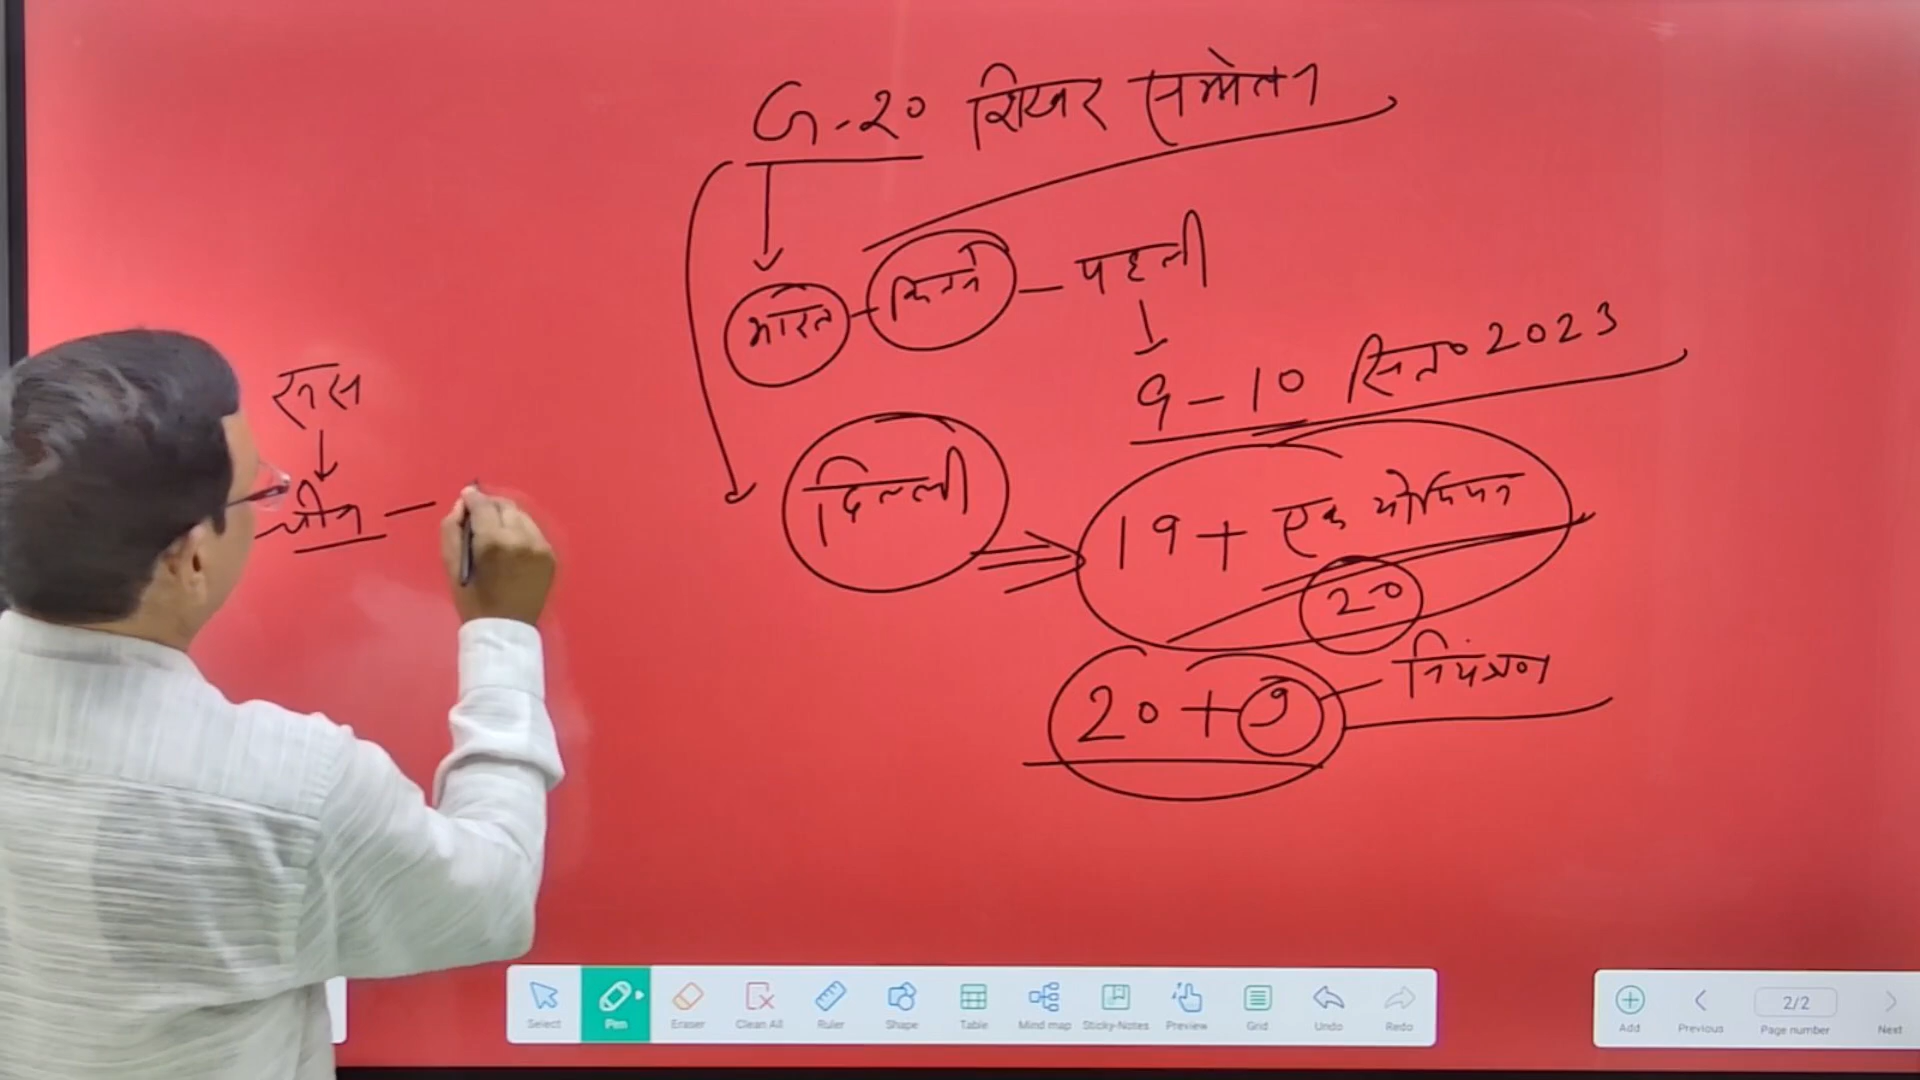 G-२० शिखर सम्मेलन
भारत - कितने - पहली
9-10 सित० 2023
दिल्ली
19 + एक यूनियन
20
20 + 9 - नियंत्रण
रूस
चीन -
Select Pen Eraser Clean All Ruler Shape Table Mind map Sticky-Notes Preview Grid Undo Redo
Add Previous 2/2 Page number Next